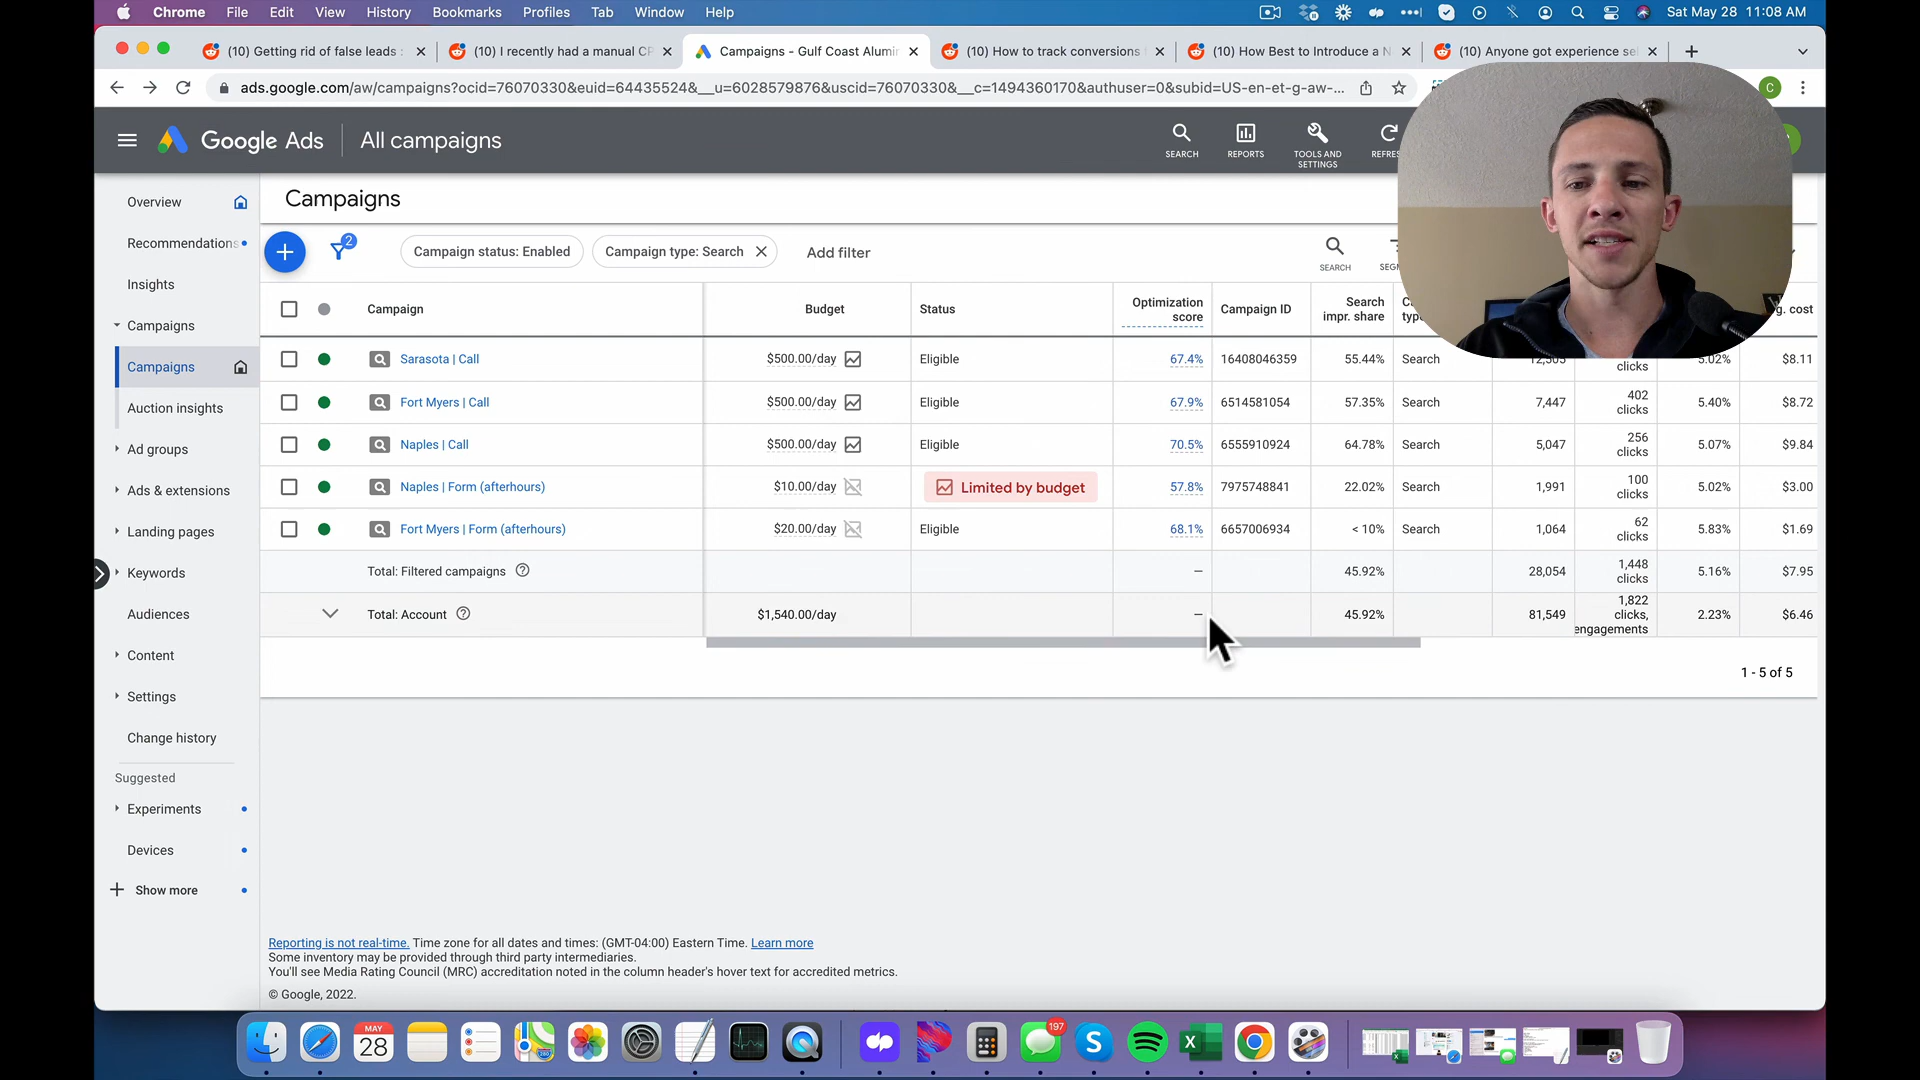 Chrome File Edit View History Bookmarks Profiles Tab Window Help Sat May 28 11:08 AM
(10) Getting rid of false leads (10) I recently had a manual CP Campaigns - Gulf Coast Alumin (10) How to track conversions (10) How Best to Introduce a N (10) Anyone got experience se
ads.google.com/aw/campaigns?ocid=76070330&euid=64435524&__u=6028579876&uscid=76070330&__c=1494360170&authuser=0&subid=US-en-et-g-aw-... C
Google Ads All campaigns
SEARCH REPORTS TOOLS AND SETTINGS REFRES
Overview
Recommendations
Insights
Campaigns
Campaigns
Auction insights
Ad groups
Ads & extensions
Landing pages
Keywords
Audiences
Content
Settings
Change history
Suggested
Experiments
Devices
Show more
Campaigns
2 Campaign status: Enabled Campaign type: Search Add filter SEARCH SEGM
Campaign Budget Status Optimization score Campaign ID Search impr. share g. cost
Sarasota | Call $500.00/day Eligible 67.4% 16408046359 55.44% Search 12,505 clicks 5.02% $8.11
Fort Myers | Call $500.00/day Eligible 67.9% 6514581054 57.35% Search 7,447 402 clicks 5.40% $8.72
Naples | Call $500.00/day Eligible 70.5% 6555910924 64.78% Search 5,047 256 clicks 5.07% $9.84
Naples | Form (afterhours) $10.00/day Limited by budget 57.8% 7975748841 22.02% Search 1,991 100 clicks 5.02% $3.00
Fort Myers | Form (afterhours) $20.00/day Eligible 68.1% 6657006934 < 10% Search 1,064 62 clicks 5.83% $1.69
Total: Filtered campaigns – 45.92% 28,054 1,448 clicks 5.16% $7.95
Total: Account $1,540.00/day – 45.92% 81,549 1,822 clicks, engagements 2.23% $6.46
1 - 5 of 5
Reporting is not real-time. Time zone for all dates and times: (GMT-04:00) Eastern Time. Learn more
Some inventory may be provided through third party intermediaries.
You'll see Media Rating Council (MRC) accreditation noted in the column header's hover text for accredited metrics.
© Google, 2022.
MAY
28
197